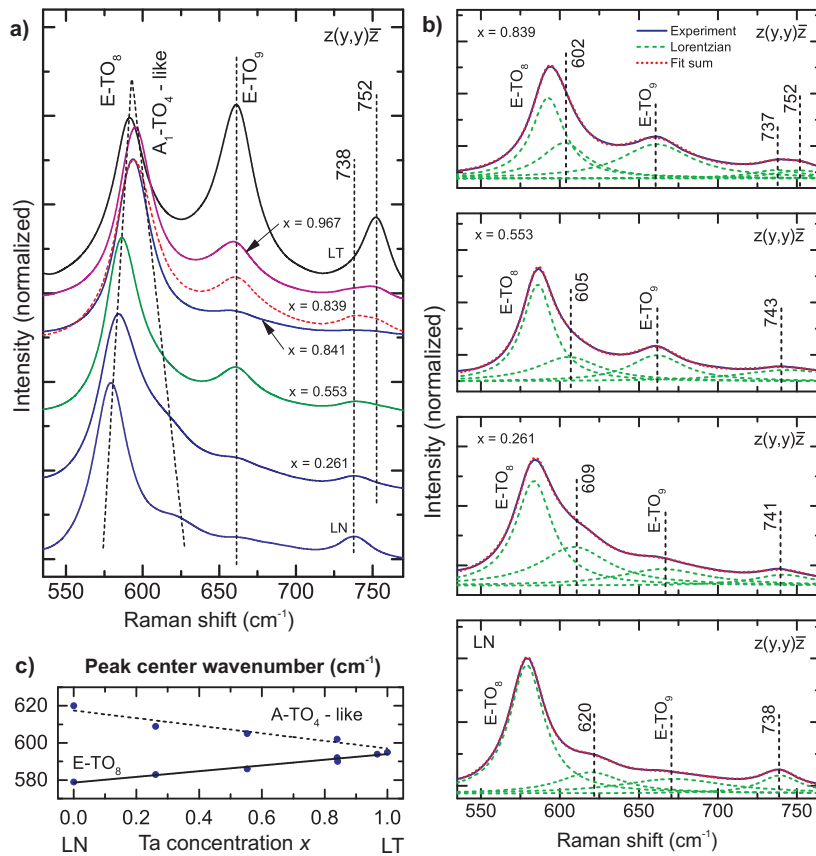 a)
z(y,y)z̅
E-TO₈
A₁-TO₄ - like
E-TO₉
738
752
LT
x = 0.967
x = 0.839
x = 0.841
x = 0.553
x = 0.261
LN
Intensity (normalized)
550 600 650 700 750
Raman shift (cm⁻¹)
b)
x = 0.839
Experiment
Lorentzian
Fit sum
z(y,y)z̅
E-TO₈
602
E-TO₉
737
752
x = 0.553
z(y,y)z̅
E-TO₈
605
E-TO₉
743
x = 0.261
z(y,y)z̅
E-TO₈
609
E-TO₉
741
LN
z(y,y)z̅
E-TO₈
620
E-TO₉
738
Intensity (normalized)
550 600 650 700 750
Raman shift (cm⁻¹)
c)
Peak center wavenumber (cm⁻¹)
620
600
580
A-TO₄ - like
E-TO₈
0.0 0.2 0.4 0.6 0.8 1.0
LN Ta concentration x LT